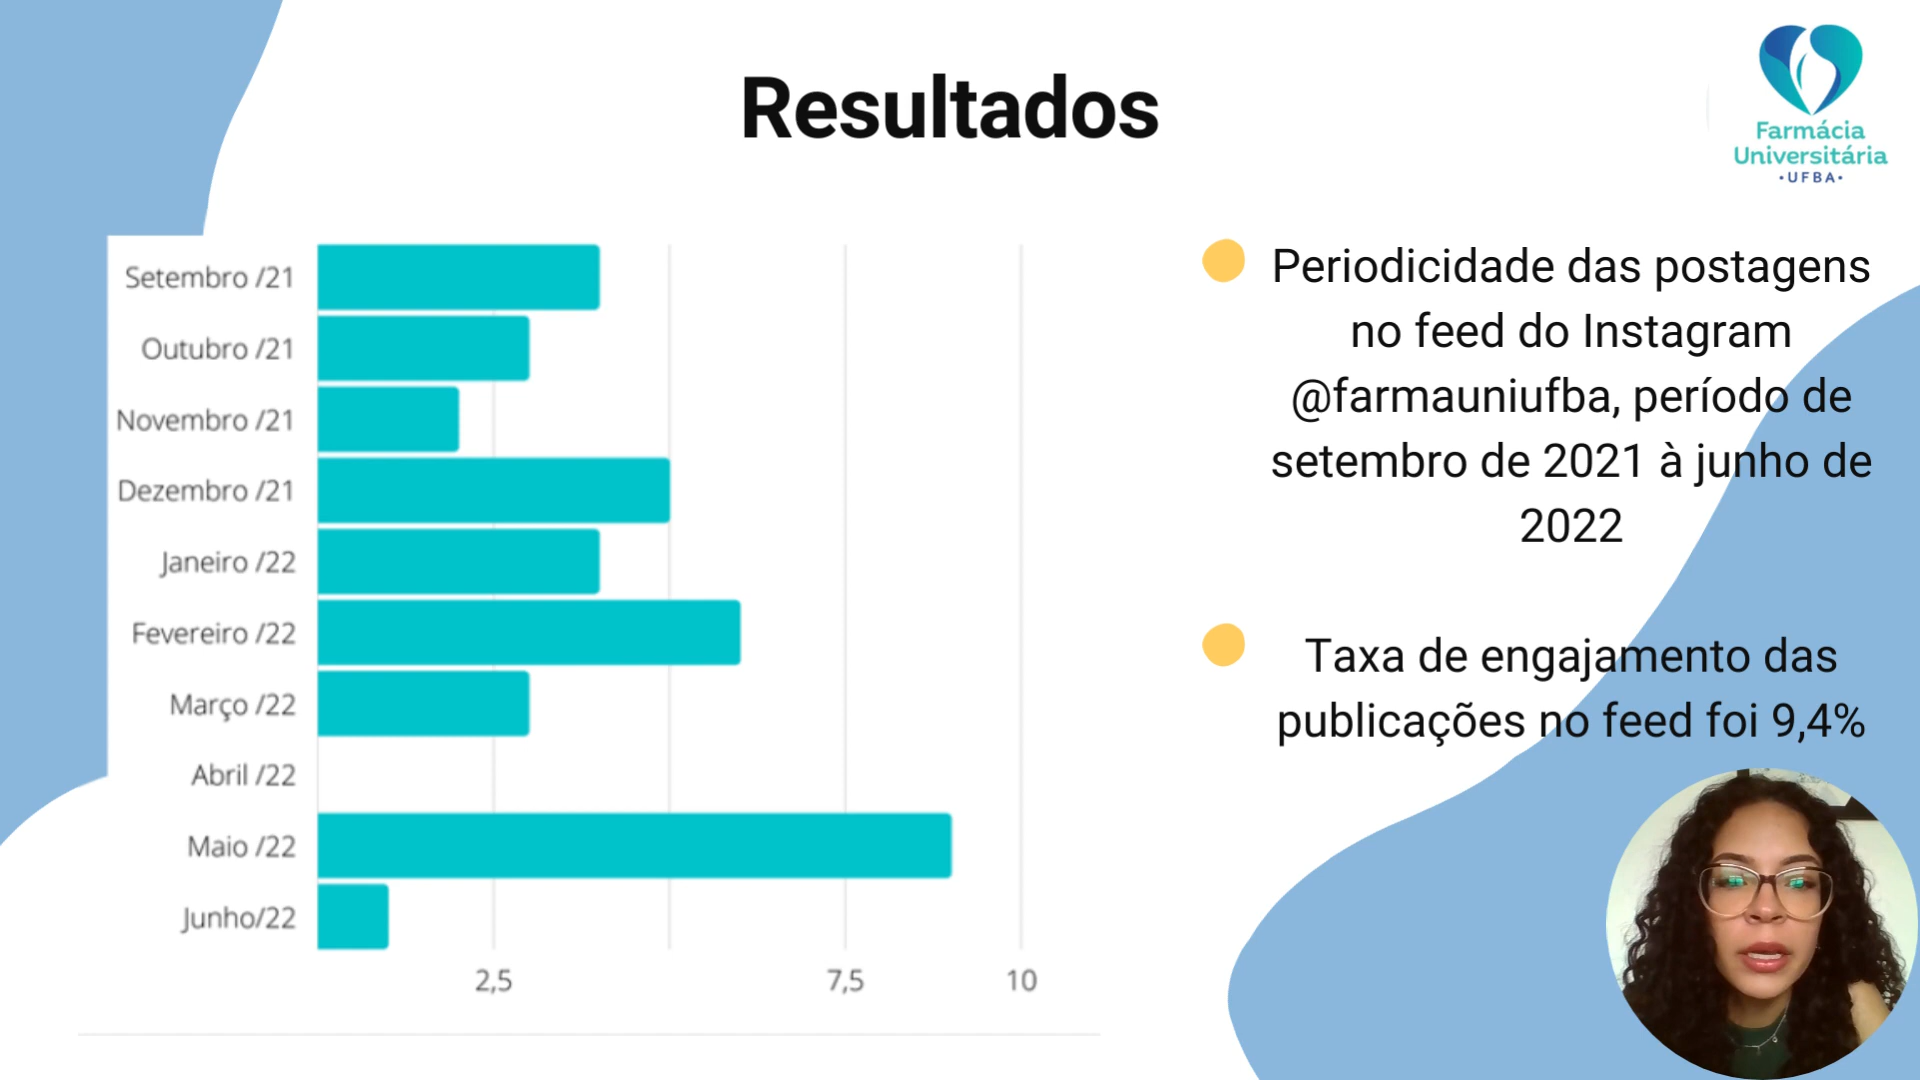 Resultados
Farmácia
Universitária
•UFBA•
Setembro /21
Outubro /21
Novembro /21
Dezembro /21
Janeiro /22
Fevereiro /22
Março /22
Abril /22
Maio /22
Junho/22
2,5
7,5
10
Periodicidade das postagens
no feed do Instagram
@farmauniufba, período de
setembro de 2021 à junho de
2022
Taxa de engajamento das
publicações no feed foi 9,4%